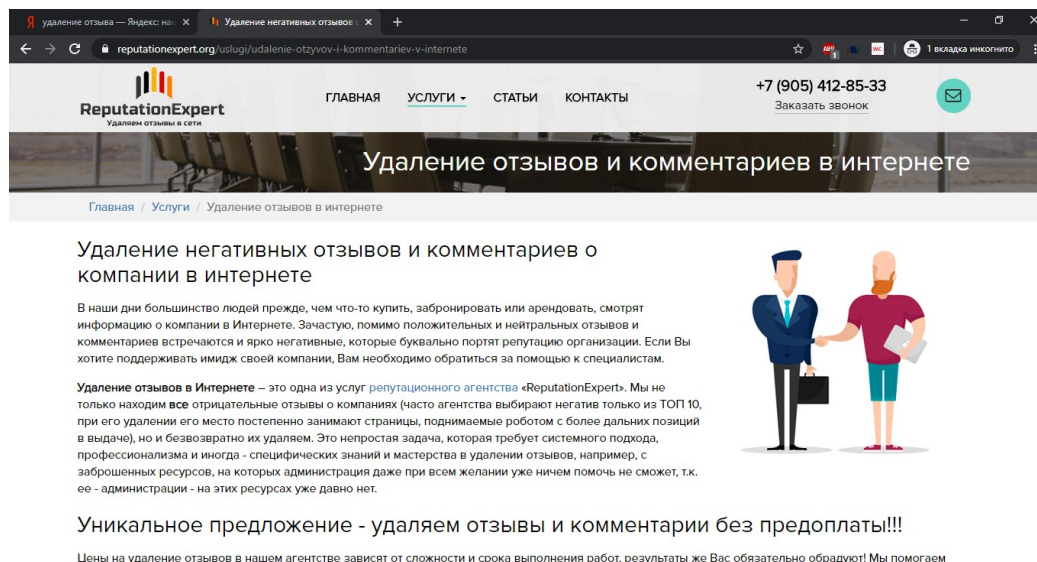 удаление отзыва — Яндекс: наш
Удаление негативных отзывов в
reputationexpert.org/uslugi/udalenie-otzyvov-i-kommentariev-v-internete
ABP
1
WC
1 вкладка инкогнито
ReputationExpert
Удаляем отзывы в сети
ГЛАВНАЯ УСЛУГИ СТАТЬИ КОНТАКТЫ
+7 (905) 412-85-33
Заказать звонок
Удаление отзывов и комментариев в интернете
Главная / Услуги / Удаление отзывов в интернете
Удаление негативных отзывов и комментариев о
компании в интернете
В наши дни большинство людей прежде, чем что-то купить, забронировать или арендовать, смотрят
информацию о компании в Интернете. Зачастую, помимо положительных и нейтральных отзывов и
комментариев встречаются и ярко негативные, которые буквально портят репутацию организации. Если Вы
хотите поддерживать имидж своей компании, Вам необходимо обратиться за помощью к специалистам.
Удаление отзывов в Интернете – это одна из услуг репутационного агентства «ReputationExpert». Мы не
только находим все отрицательные отзывы о компаниях (часто агентства выбирают негатив только из ТОП 10,
при его удалении его место постепенно занимают страницы, поднимаемые роботом с более дальних позиций
в выдаче), но и безвозвратно их удаляем. Это непростая задача, которая требует системного подхода,
профессионализма и иногда - специфических знаний и мастерства в удалении отзывов, например, с
заброшенных ресурсов, на которых администрация даже при всем желании уже ничем помочь не сможет, т.к.
ее - администрации - на этих ресурсах уже давно нет.
Уникальное предложение - удаляем отзывы и комментарии без предоплаты!!!
Цены на удаление отзывов в нашем агентстве зависят от сложности и срока выполнения работ, результаты же Вас обязательно обрадуют! Мы помогаем